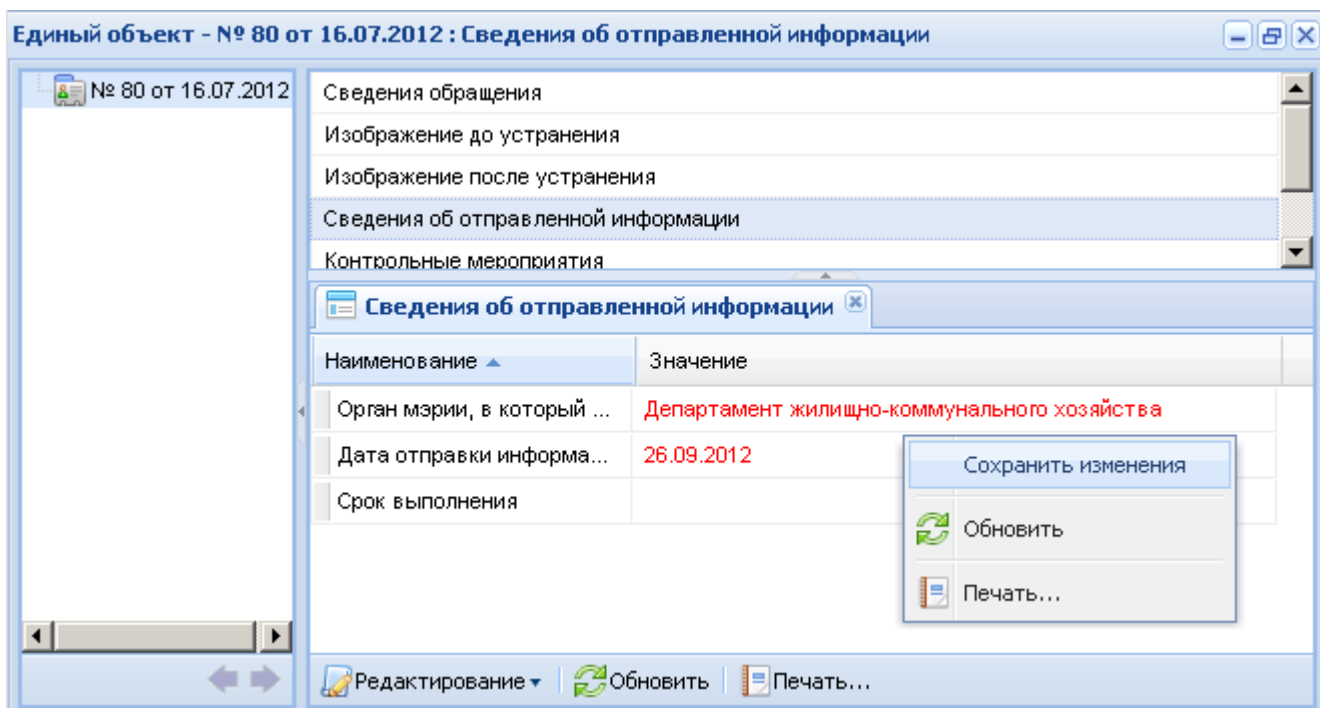 Единый объект - № 80 от 16.07.2012 : Сведения об отправленной информации
№ 80 от 16.07.2012
Сведения обращения
Изображение до устранения
Изображение после устранения
Сведения об отправленной информации
Контрольные мероприятия
Сведения об отправленной информации
Наименование Значение
Орган мэрии, в который ... Департамент жилищно-коммунального хозяйства
Дата отправки информа... 26.09.2012
Срок выполнения
Сохранить изменения
Обновить
Печать...
Редактирование Обновить Печать...